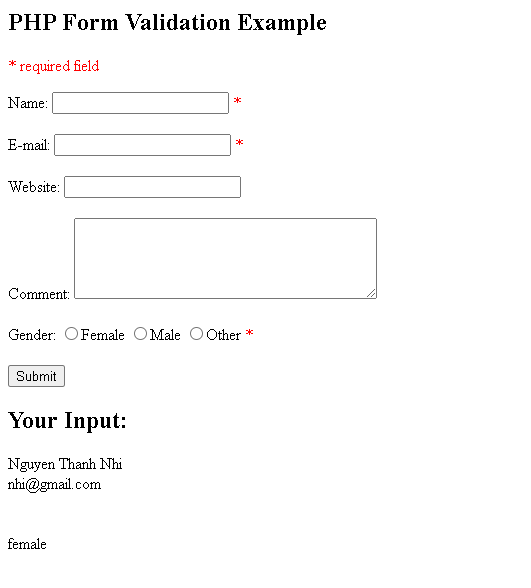 PHP Form Validation Example
* required field
Name: *
E-mail: *
Website:
Comment:
Gender: Female Male Other *
Submit
Your Input:
Nguyen Thanh Nhi
nhi@gmail.com
female